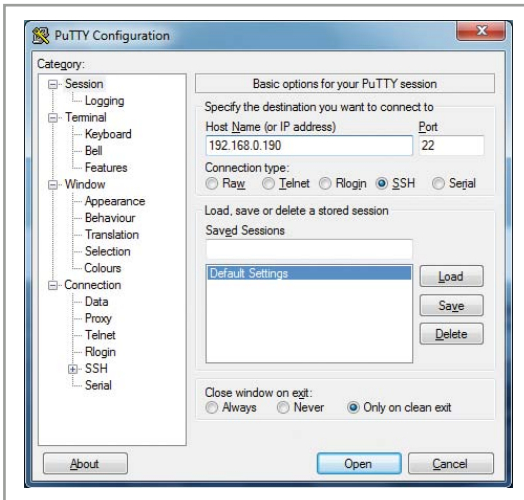 PuTTY Configuration
Category:
Session
Logging
Terminal
Keyboard
Bell
Features
Window
Appearance
Behaviour
Translation
Selection
Colours
Connection
Data
Proxy
Telnet
Rlogin
SSH
Serial
Basic options for your PuTTY session
Specify the destination you want to connect to
Host Name (or IP address) Port
192.168.0.190 22
Connection type:
Raw Telnet Rlogin SSH Serial
Load, save or delete a stored session
Saved Sessions
Default Settings
Load
Save
Delete
Close window on exit:
Always Never Only on clean exit
About Open Cancel